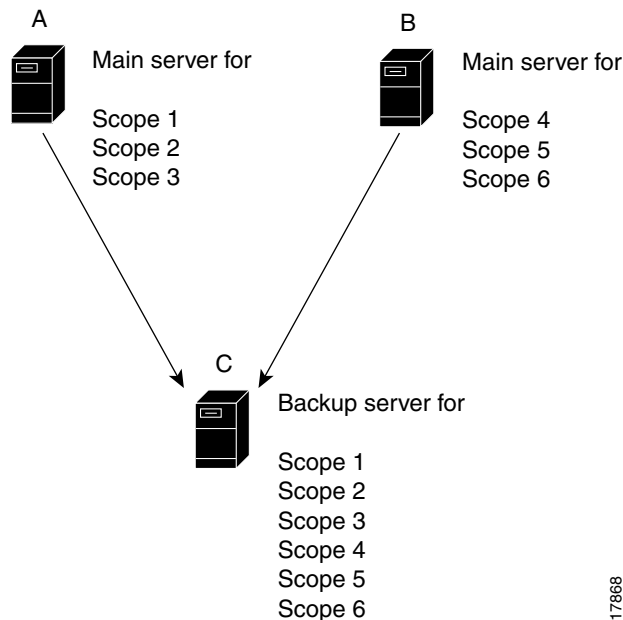 A
Main server for
Scope 1
Scope 2
Scope 3
B
Main server for
Scope 4
Scope 5
Scope 6
C
Backup server for
Scope 1
Scope 2
Scope 3
Scope 4
Scope 5
Scope 6
17868